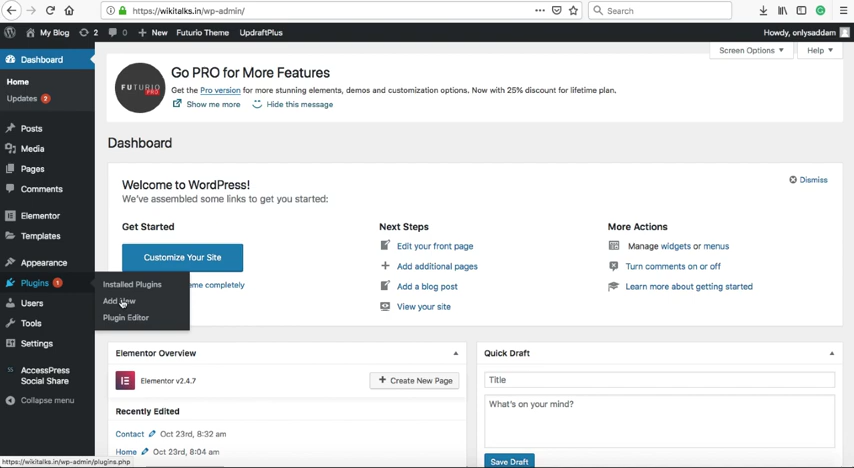 https://wikitalks.in/wp-admin/
Search
My Blog
2
0
New
Futurio Theme
UpdraftPlus
Howdy, onlysaddam
Dashboard
Screen Options
Help
Home
Updates 2
FUTURIO PRO
Go PRO for More Features
Get the Pro version for more stunning elements, demos and customization options. Now with 25% discount for lifetime plan.
Show me more
Hide this message
Posts
Media
Pages
Comments
Elementor
Templates
Appearance
Plugins 1
Users
Tools
Settings
AccessPress
Social Share
Collapse menu
Installed Plugins
Add New
Plugin Editor
Dashboard
Welcome to WordPress!
We've assembled some links to get you started:
Dismiss
Get Started
Customize Your Site
eme completely
Next Steps
Edit your front page
Add additional pages
Add a blog post
View your site
More Actions
Manage widgets or menus
Turn comments on or off
Learn more about getting started
Elementor Overview
Elementor v2.4.7
Create New Page
Recently Edited
Contact Oct 23rd, 8:32 am
Home Oct 23rd, 8:04 am
Quick Draft
Title
What's on your mind?
Save Draft
https://wikitalks.in/wp-admin/plugins.php